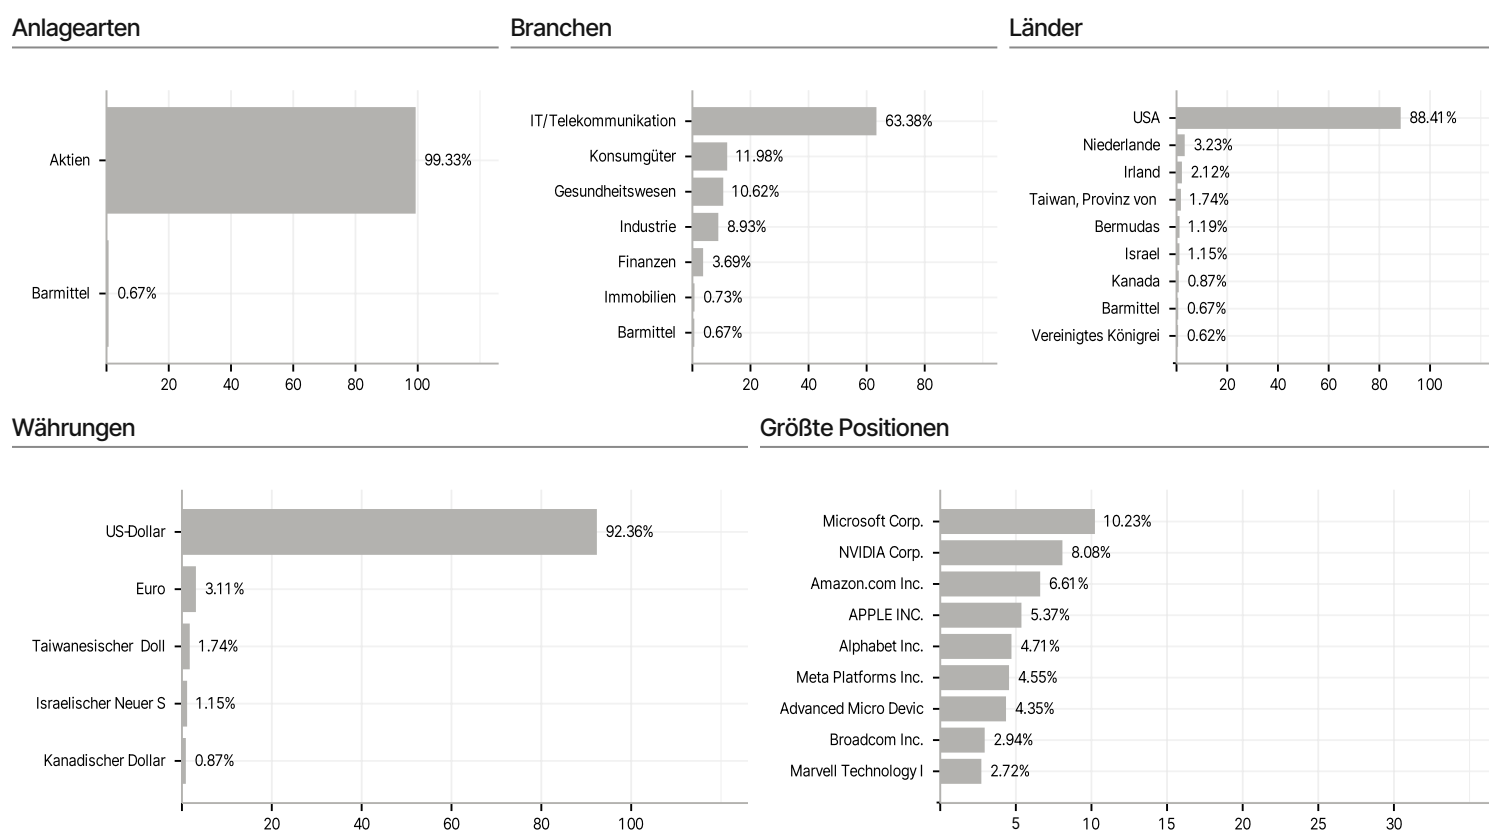 Anlagearten
Aktien 99.33%
Barmittel 0.67%
20 40 60 80 100
Branchen
IT/Telekommunikation 63.38%
Konsumgüter 11.98%
Gesundheitswesen 10.62%
Industrie 8.93%
Finanzen 3.69%
Immobilien 0.73%
Barmittel 0.67%
20 40 60 80
Länder
USA 88.41%
Niederlande 3.23%
Irland 2.12%
Taiwan, Provinz von 1.74%
Bermudas 1.19%
Israel 1.15%
Kanada 0.87%
Barmittel 0.67%
Vereinigtes Königrei 0.62%
20 40 60 80 100
Währungen
US-Dollar 92.36%
Euro 3.11%
Taiwanesischer Doll 1.74%
Israelischer Neuer S 1.15%
Kanadischer Dollar 0.87%
20 40 60 80 100
Größte Positionen
Microsoft Corp. 10.23%
NVIDIA Corp. 8.08%
Amazon.com Inc. 6.61%
APPLE INC. 5.37%
Alphabet Inc. 4.71%
Meta Platforms Inc. 4.55%
Advanced Micro Devic 4.35%
Broadcom Inc. 2.94%
Marvell Technology I 2.72%
5 10 15 20 25 30